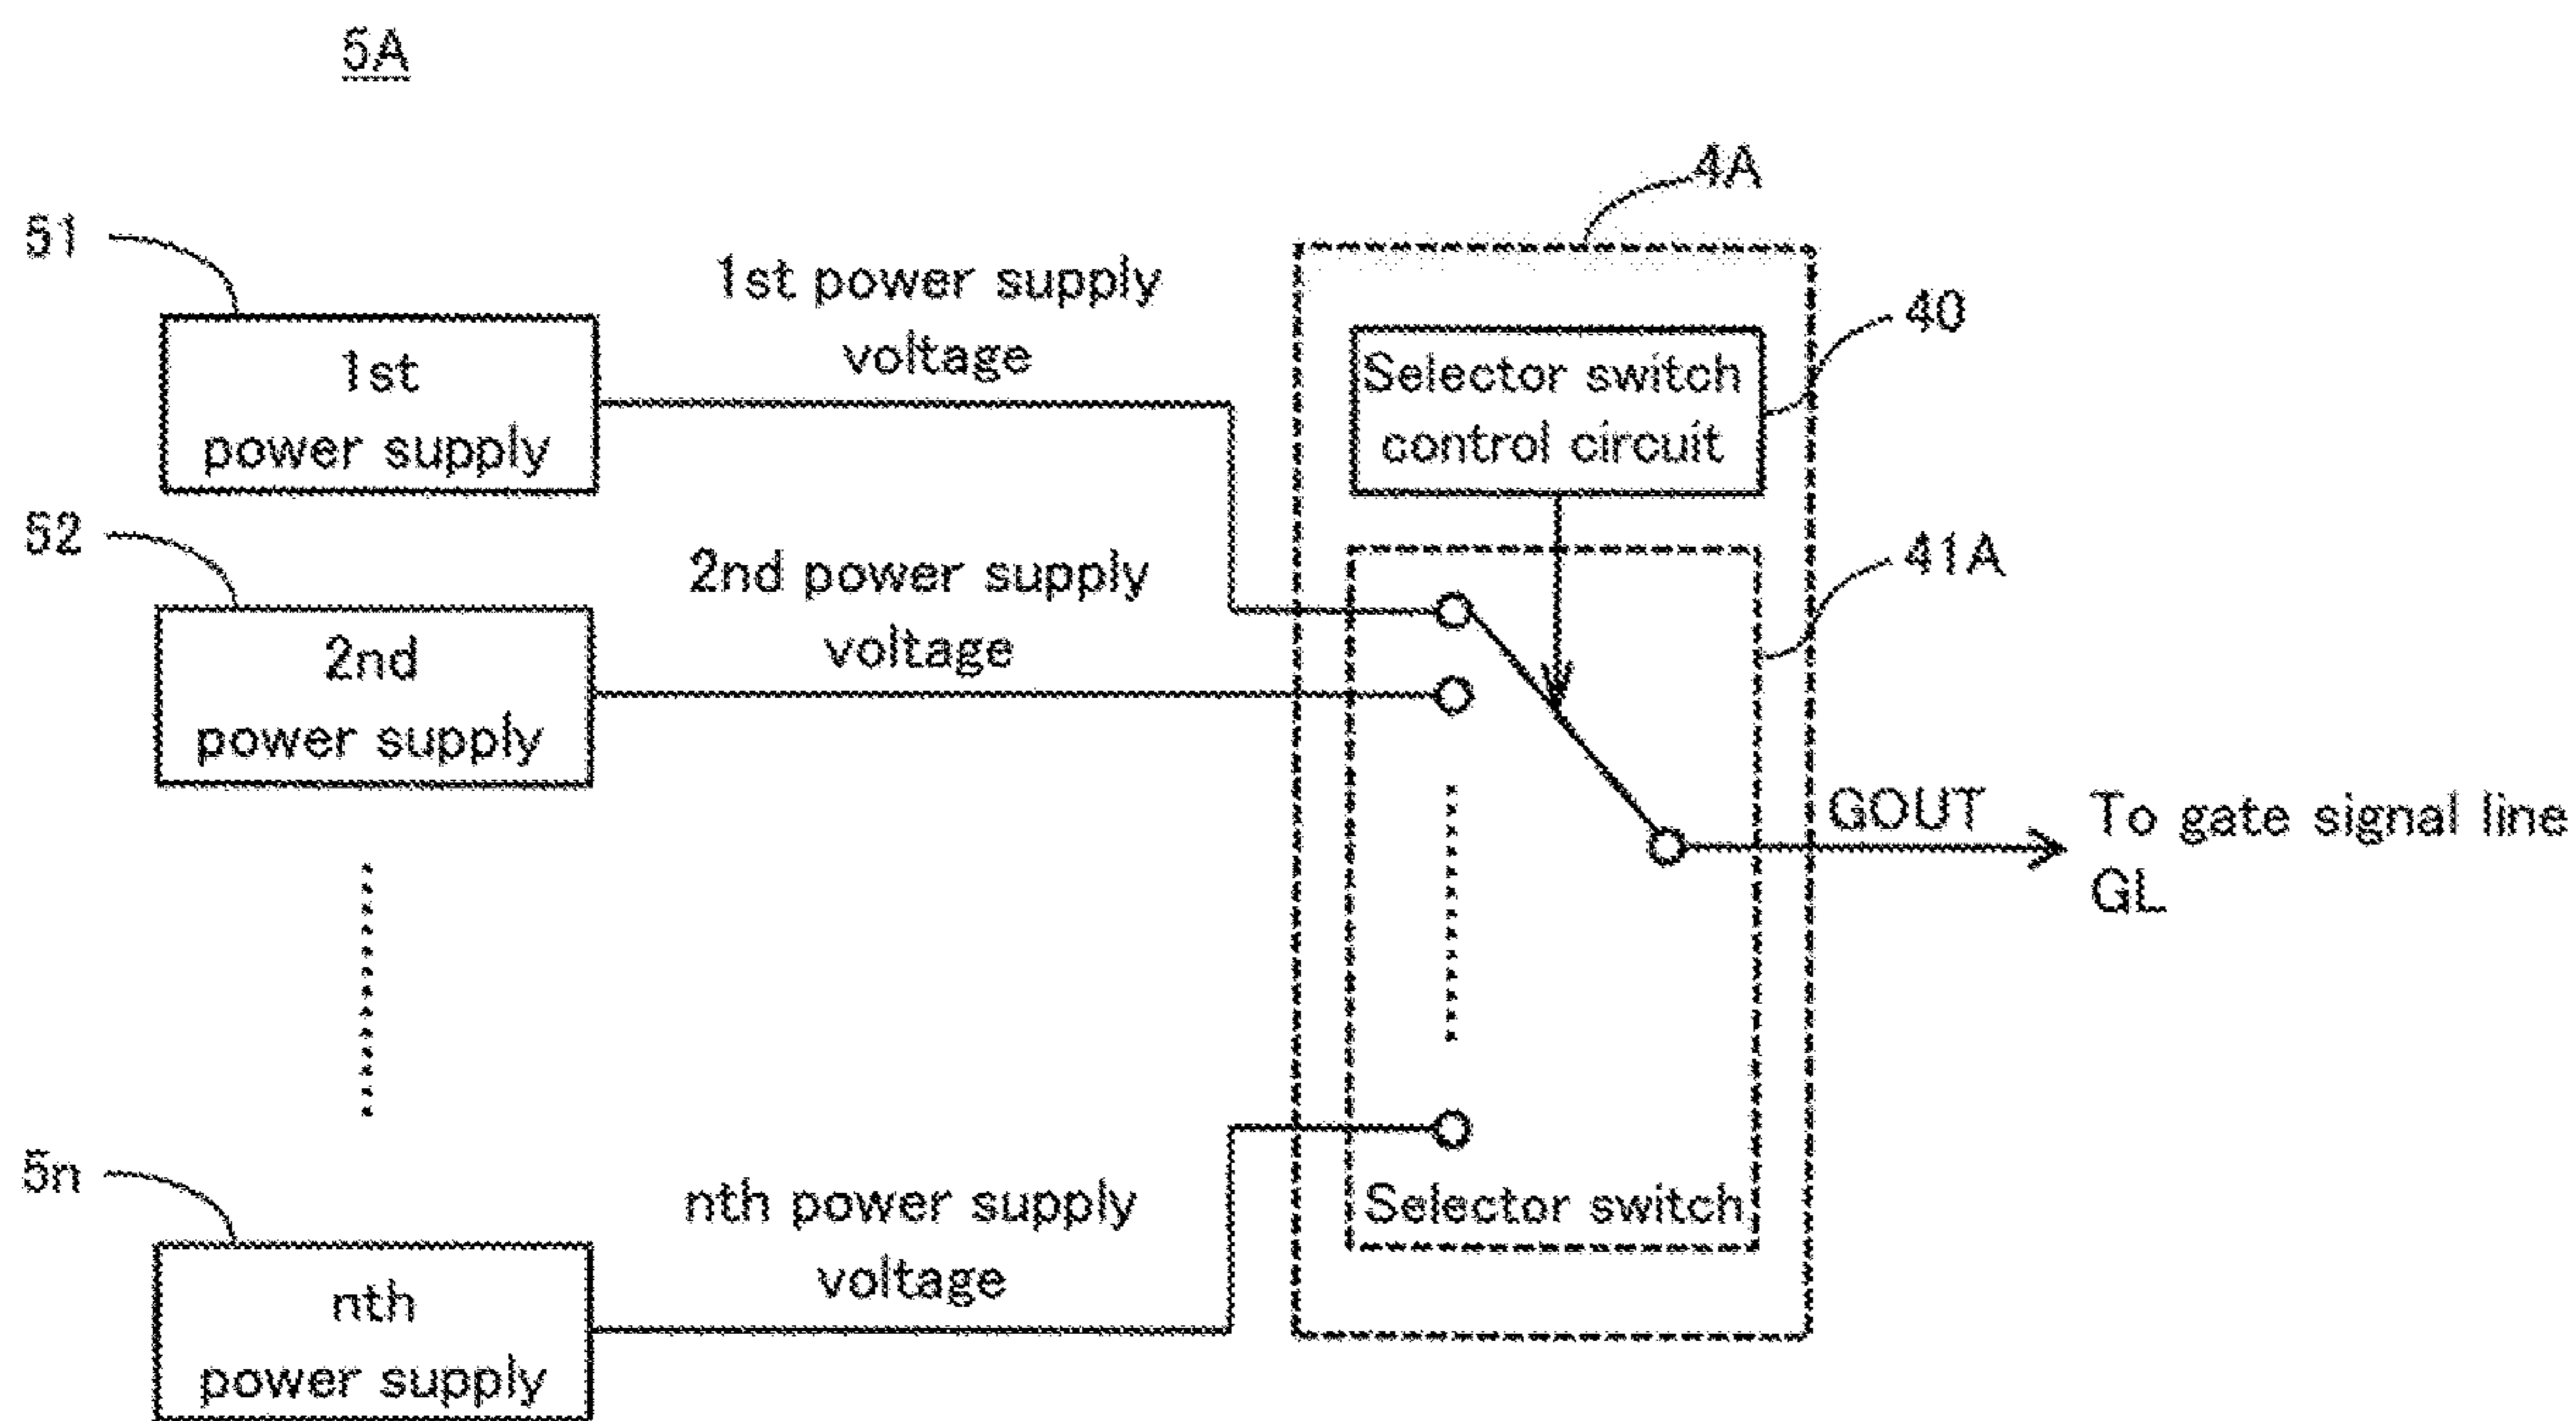 5A
4A
51
1st power supply
voltage
40
1st
power supply
Selector switch
control circuit
52
2nd power supply
voltage
41A
2nd
power supply
GOUT
To gate signal line
GL
5n
nth power supply
voltage
Selector switch
nth
power supply